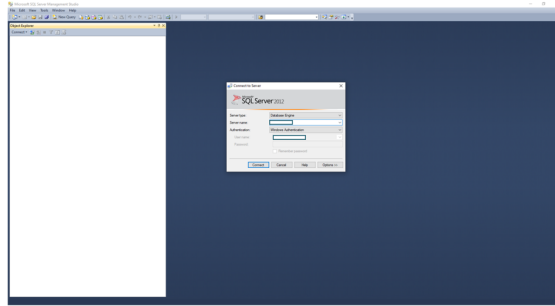 Microsoft SQL Server Management Studio
File Edit View Tools Window Help
New Query
Object Explorer
Connect
Connect to Server
Microsoft
SQL Server 2012
Server type: Database Engine
Server name:
Authentication: Windows Authentication
User name:
Password:
Remember password
Connect Cancel Help Options >>